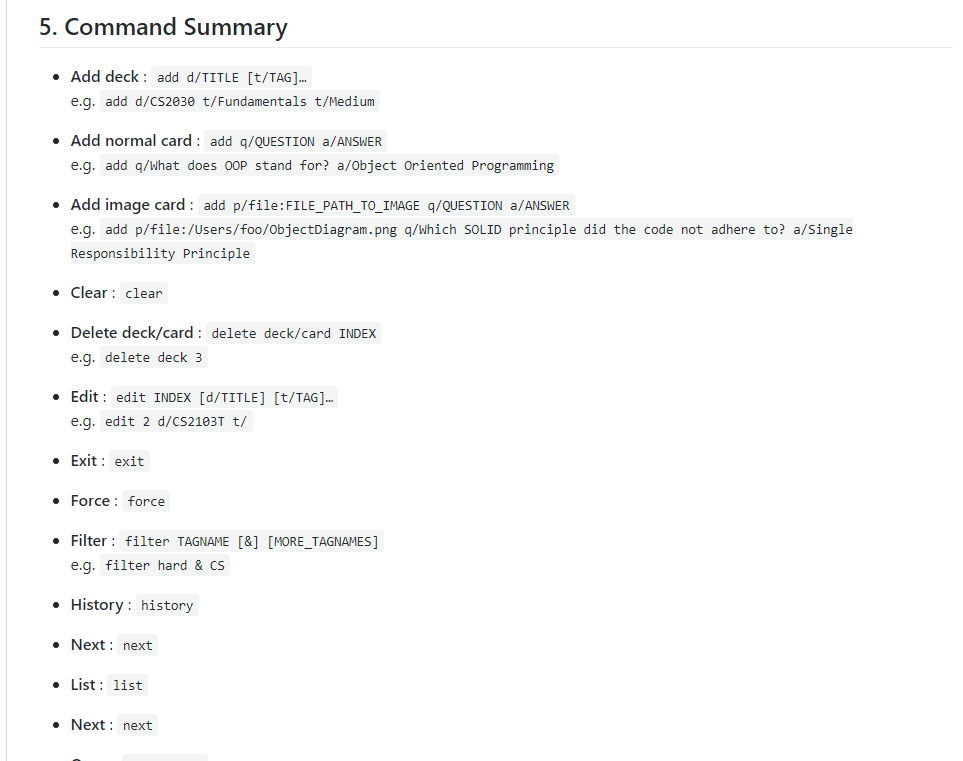 5. Command Summary
• Add deck : add d/TITLE [t/TAG]…
e.g. add d/CS2030 t/Fundamentals t/Medium
• Add normal card : add q/QUESTION a/ANSWER
e.g. add q/What does OOP stand for? a/Object Oriented Programming
• Add image card : add p/file:FILE_PATH_TO_IMAGE q/QUESTION a/ANSWER
e.g. add p/file:/Users/foo/ObjectDiagram.png q/Which SOLID principle did the code not adhere to? a/Single
Responsibility Principle
• Clear : clear
• Delete deck/card : delete deck/card INDEX
e.g. delete deck 3
• Edit : edit INDEX [d/TITLE] [t/TAG]…
e.g. edit 2 d/CS2103T t/
• Exit : exit
• Force : force
• Filter : filter TAGNAME [&] [MORE_TAGNAMES]
e.g. filter hard & CS
• History : history
• Next : next
• List : list
• Next : next